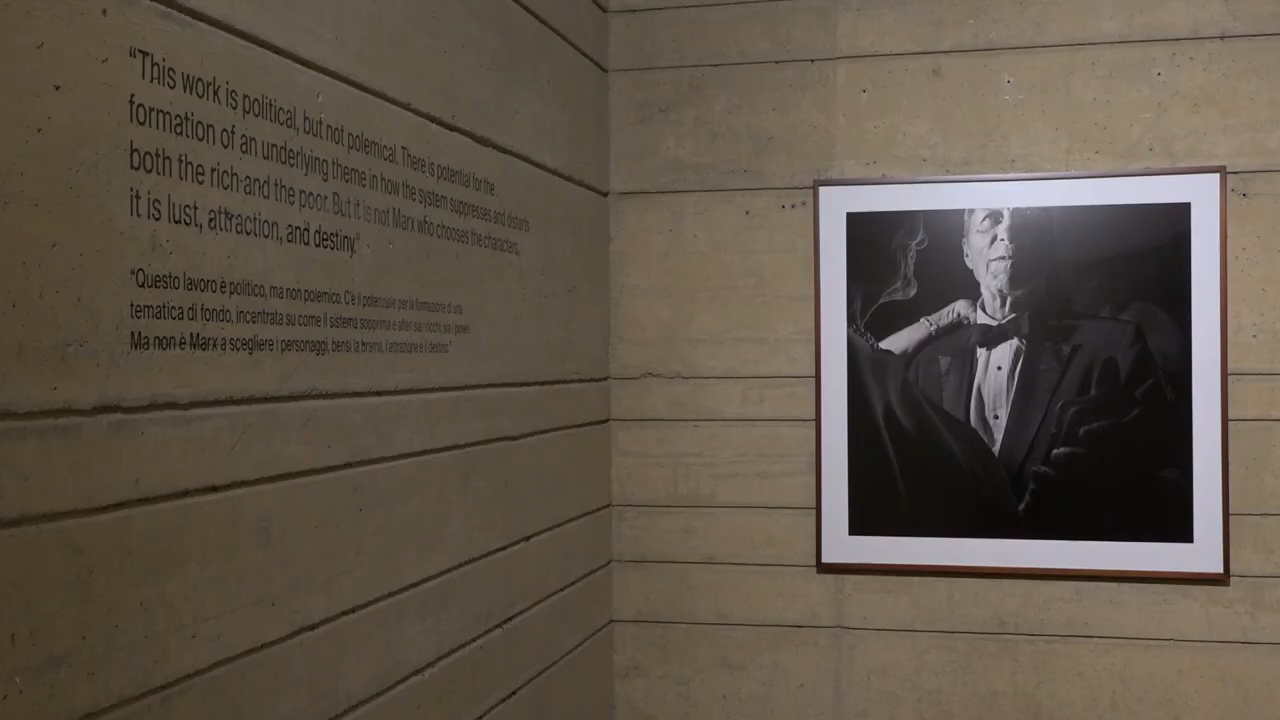 “This work is political, but not polemical. There is potential for the
formation of an underlying theme in how the system suppresses and distorts
both the rich and the poor. But it is not Marx who chooses the characters,
it is lust, attraction, and destiny.”
“Questo lavoro è politico, ma non polemico. C’è il potenziale per la formazione di una
tematica di fondo, incentrata su come il sistema sopprima e alteri sia i ricchi, sia i poveri.
Ma non è Marx a scegliere i personaggi, bensì la brama, l’attrazione e il destino.”